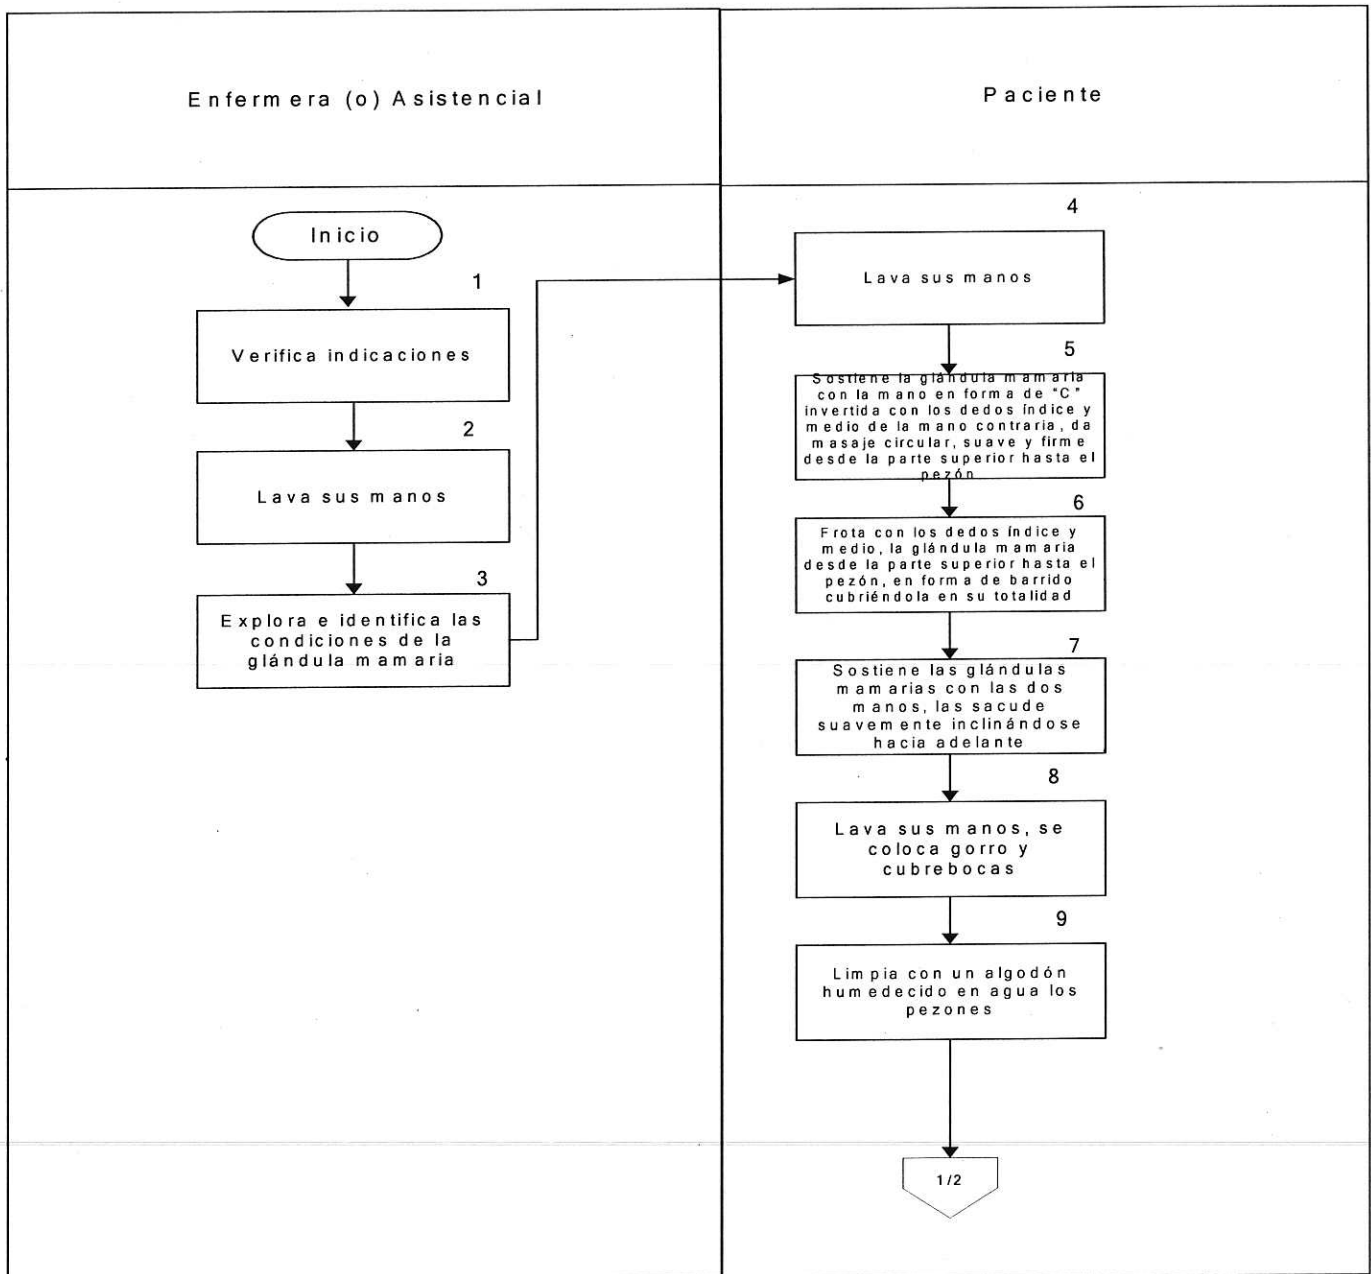 Enfermera (o) Asistencial
Paciente
Inicio
1
Verifica indicaciones
2
Lava sus manos
3
Explora e identifica las
condiciones de la
glándula mamaria
4
Lava sus manos
5
Sostiene la glándula mamaria
con la mano en forma de "C"
invertida con los dedos índice y
medio de la mano contraria, da
masaje circular, suave y firme
desde la parte superior hasta el
pezón
6
Frota con los dedos índice y
medio, la glándula mamaria
desde la parte superior hasta el
pezón, en forma de barrido
cubriéndola en su totalidad
7
Sostiene las glándulas
mamarias con las dos
manos, las sacude
suavemente inclinándose
hacia adelante
8
Lava sus manos, se
coloca gorro y
cubrebocas
9
Limpia con un algodón
humedecido en agua los
pezones
1/2